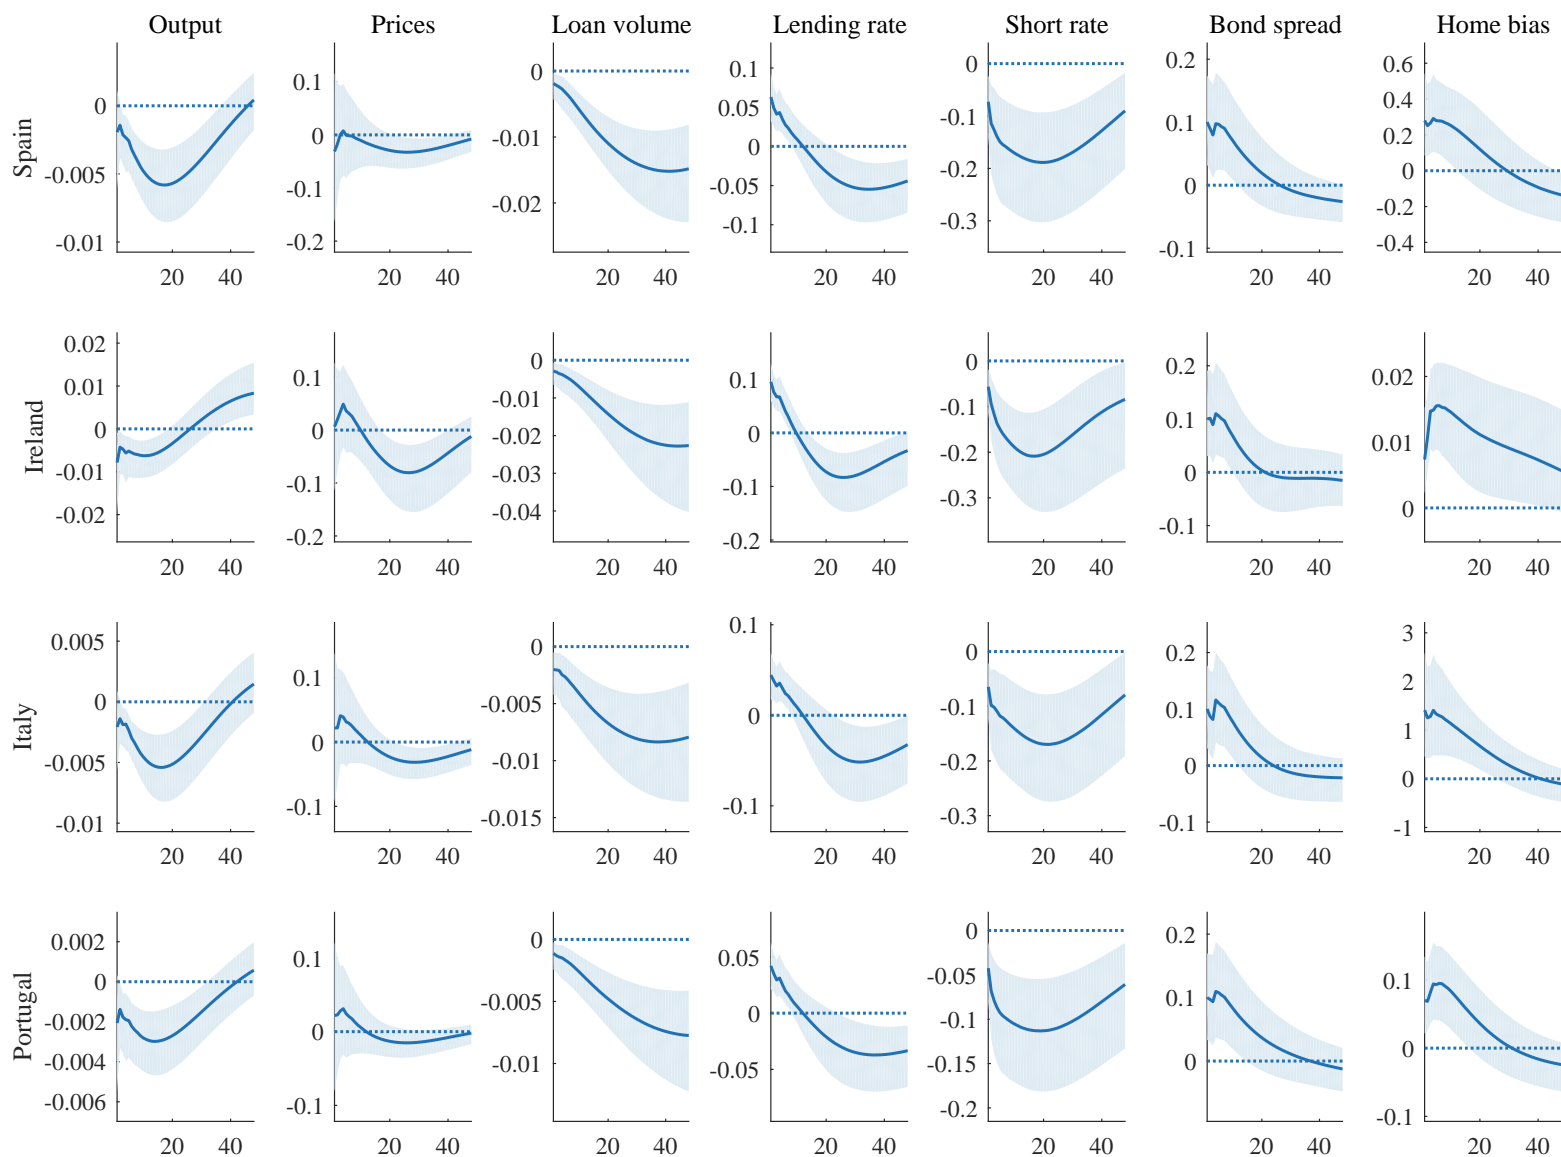 Output Prices Loan volume Lending rate Short rate Bond spread Home bias
Spain
0 -0.005 -0.01
0.1 0 -0.1 -0.2
0 -0.01 -0.02
0.1 0.05 0 -0.05 -0.1
0 -0.1 -0.2 -0.3
0.2 0.1 0 -0.1
0.6 0.4 0.2 0 -0.2 -0.4
20 40 20 40 20 40 20 40 20 40 20 40 20 40
Ireland
0.02 0.01 0 -0.01 -0.02
0.1 0 -0.1 -0.2
0 -0.01 -0.02 -0.03 -0.04
0.1 0 -0.1 -0.2
0 -0.1 -0.2 -0.3
0.2 0.1 0 -0.1
0.02 0.01 0
20 40 20 40 20 40 20 40 20 40 20 40 20 40
Italy
0.005 0 -0.005 -0.01
0.1 0 -0.1
0 -0.005 -0.01 -0.015
0.1 0 -0.1
0 -0.1 -0.2 -0.3
0.2 0.1 0 -0.1
3 2 1 0 -1
20 40 20 40 20 40 20 40 20 40 20 40 20 40
Portugal
0.002 0 -0.002 -0.004 -0.006
0.1 0 -0.1
0 -0.005 -0.01
0.05 0 -0.05
0 -0.05 -0.1 -0.15 -0.2
0.2 0.1 0
0.1 0 -0.1
20 40 20 40 20 40 20 40 20 40 20 40 20 40